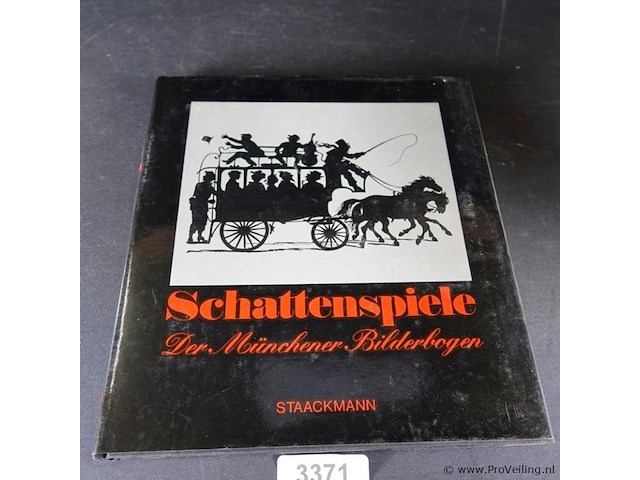 Schattenspiele
Der Münchener Bilderbogen
STAACKMANN
3371
© www.ProVeiling.nl